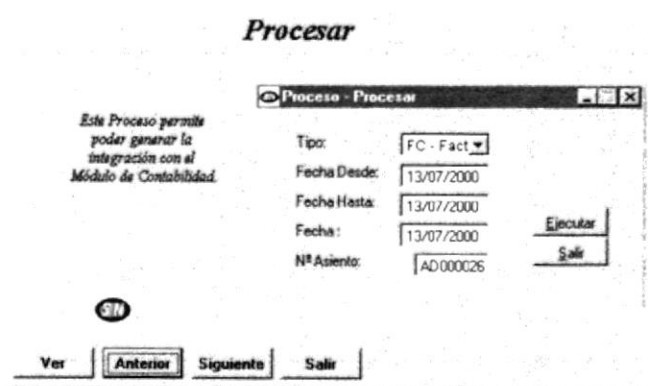 Procesar
Este Proceso permite
poder generar la
integración con el
Módulo de Contabilidad.
Proceso - Procesar
Tipo: FC - Fact
Fecha Desde: 13/07/2000
Fecha Hasta: 13/07/2000
Fecha : 13/07/2000
Nº Asiento: AD000026
Ejecutar
Salir
Ver Anterior Siguiente Salir